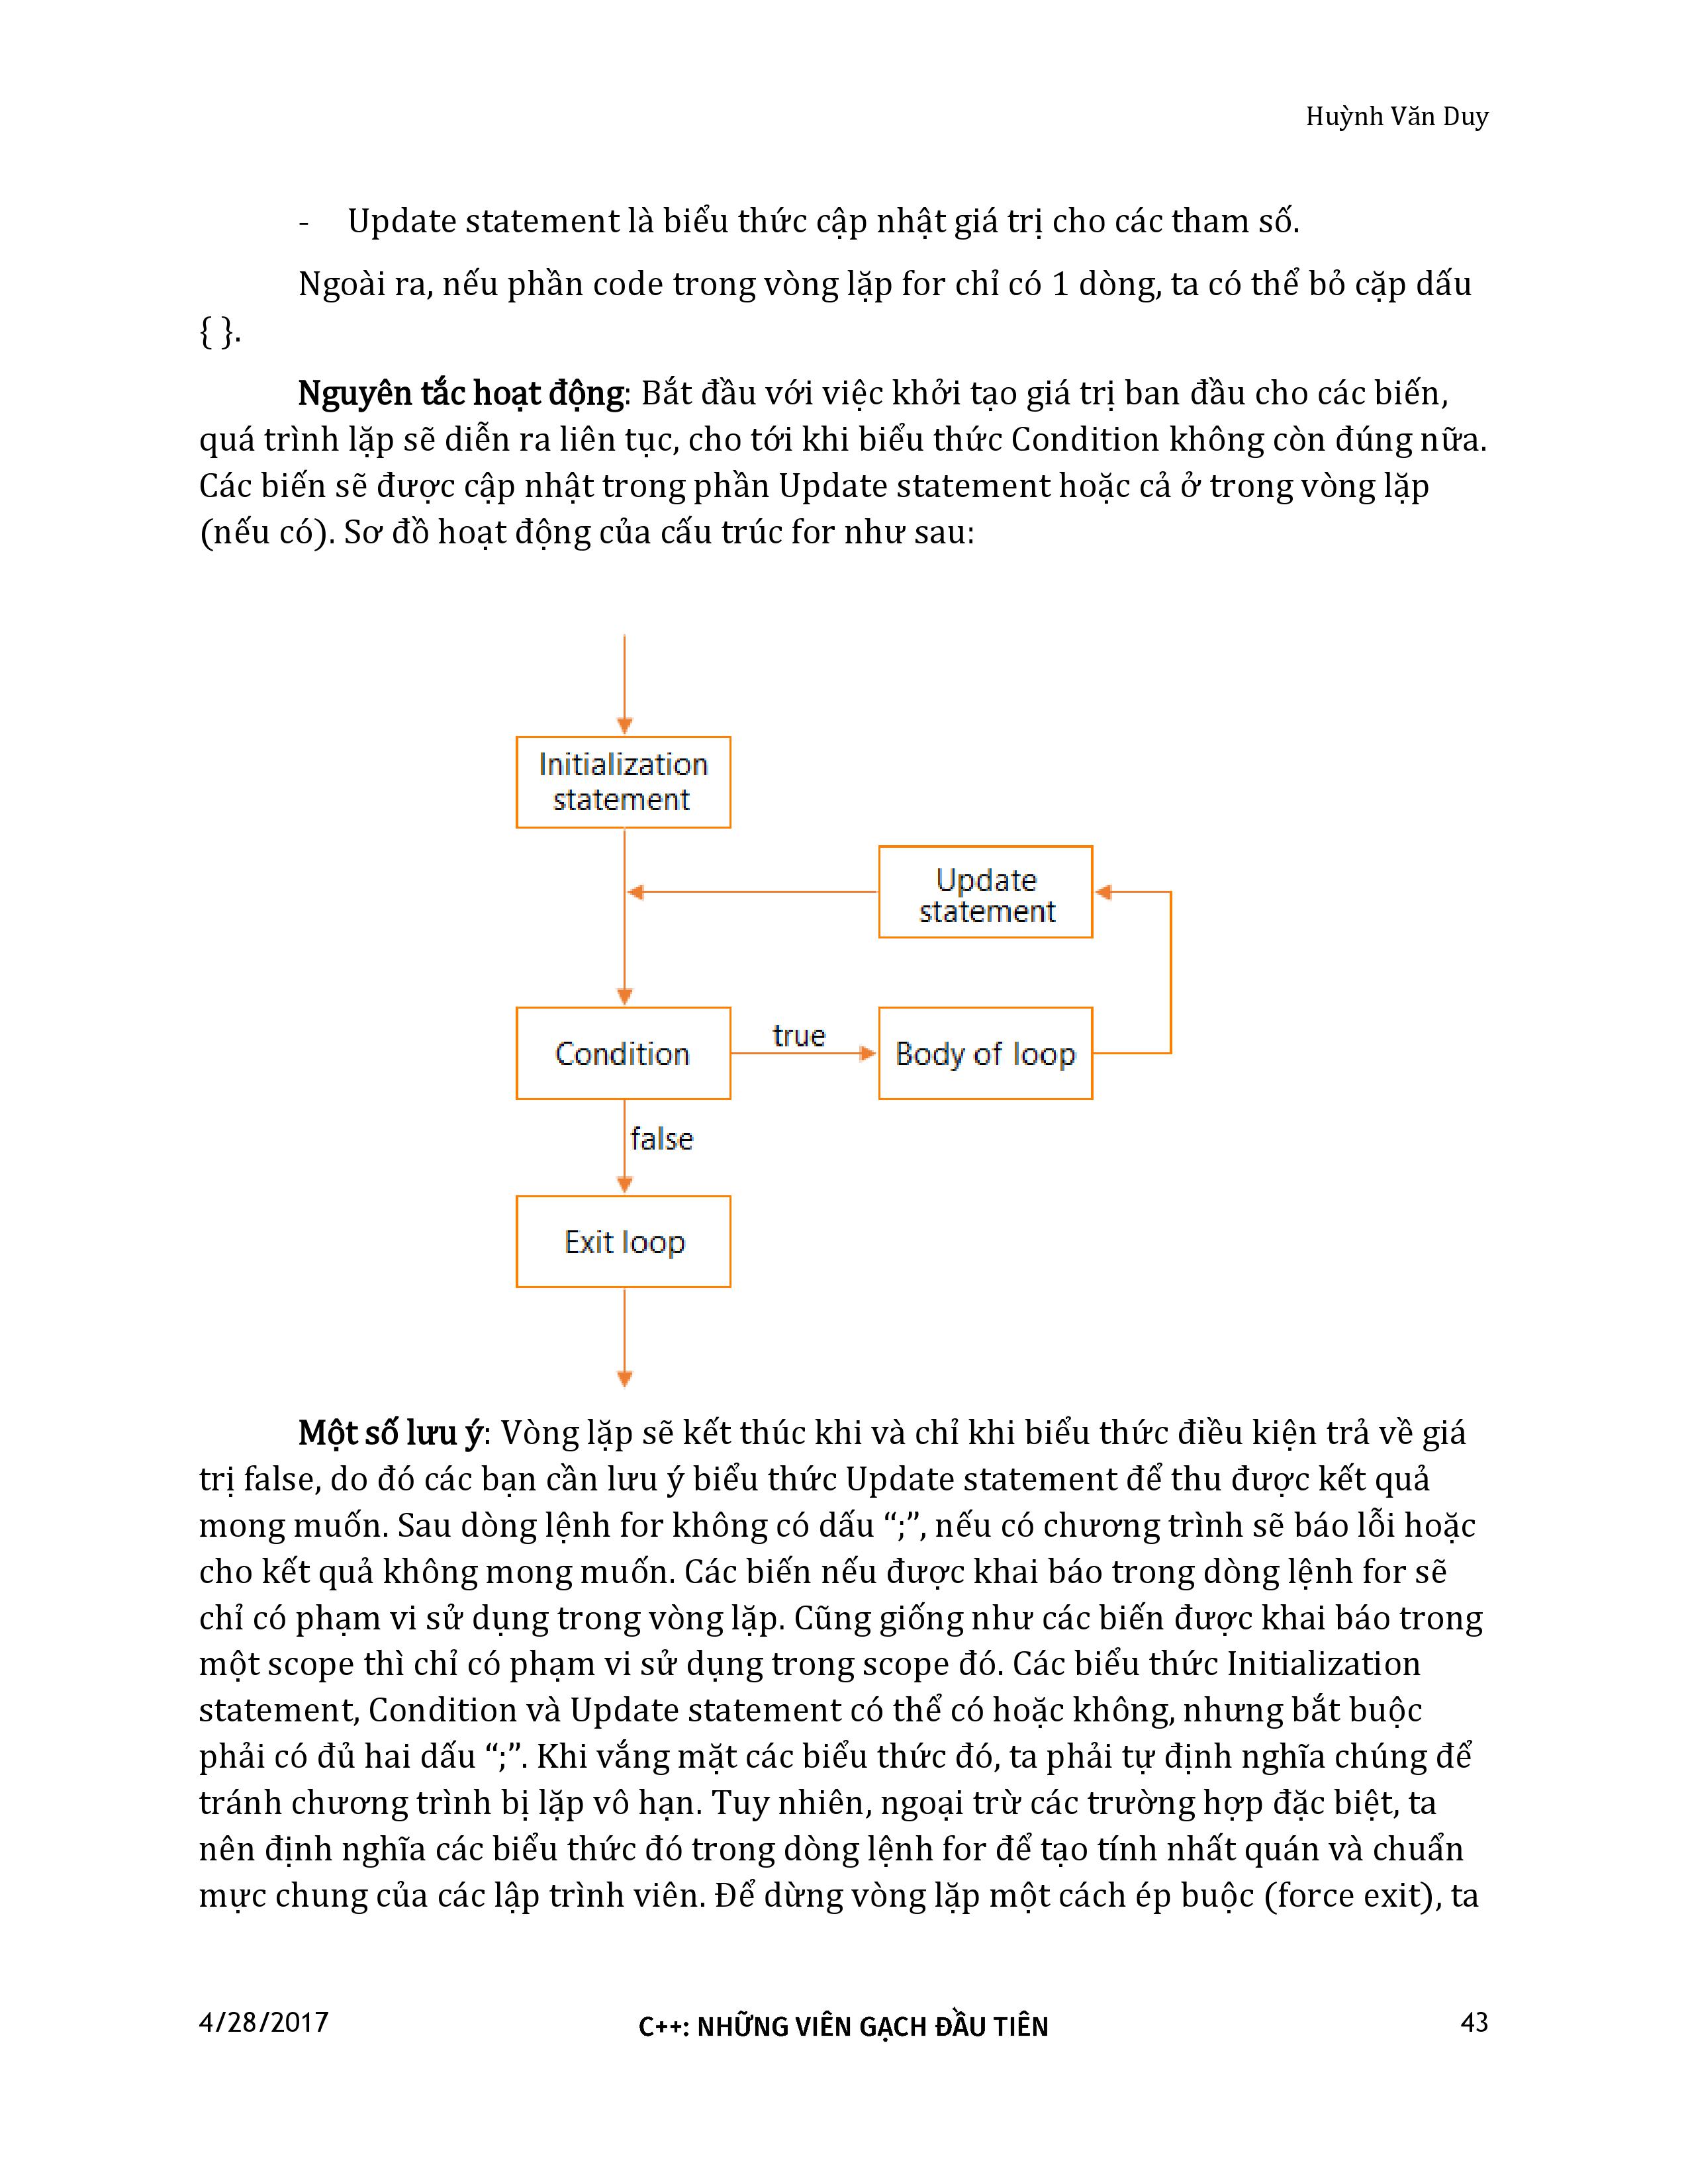 Huỳnh Văn Duy
- Update statement là biểu thức cập nhật giá trị cho các tham số.
Ngoài ra, nếu phần code trong vòng lặp for chỉ có 1 dòng, ta có thể bỏ cặp dấu
{ }.
Nguyên tắc hoạt động: Bắt đầu với việc khởi tạo giá trị ban đầu cho các biến,
quá trình lặp sẽ diễn ra liên tục, cho tới khi biểu thức Condition không còn đúng nữa.
Các biến sẽ được cập nhật trong phần Update statement hoặc cả ở trong vòng lặp
(nếu có). Sơ đồ hoạt động của cấu trúc for như sau:
Initialization
statement
Update
statement
Condition
true
Body of loop
false
Exit loop
Một số lưu ý: Vòng lặp sẽ kết thúc khi và chỉ khi biểu thức điều kiện trả về giá
trị false, do đó các bạn cần lưu ý biểu thức Update statement để thu được kết quả
mong muốn. Sau dòng lệnh for không có dấu “;”, nếu có chương trình sẽ báo lỗi hoặc
cho kết quả không mong muốn. Các biến nếu được khai báo trong dòng lệnh for sẽ
chỉ có phạm vi sử dụng trong vòng lặp. Cũng giống như các biến được khai báo trong
một scope thì chỉ có phạm vi sử dụng trong scope đó. Các biểu thức Initialization
statement, Condition và Update statement có thể có hoặc không, nhưng bắt buộc
phải có đủ hai dấu “;”. Khi vắng mặt các biểu thức đó, ta phải tự định nghĩa chúng để
tránh chương trình bị lặp vô hạn. Tuy nhiên, ngoại trừ các trường hợp đặc biệt, ta
nên định nghĩa các biểu thức đó trong dòng lệnh for để tạo tính nhất quán và chuẩn
mực chung của các lập trình viên. Để dừng vòng lặp một cách ép buộc (force exit), ta
4/28/2017
C++: NHỮNG VIÊN GẠCH ĐẦU TIÊN
43